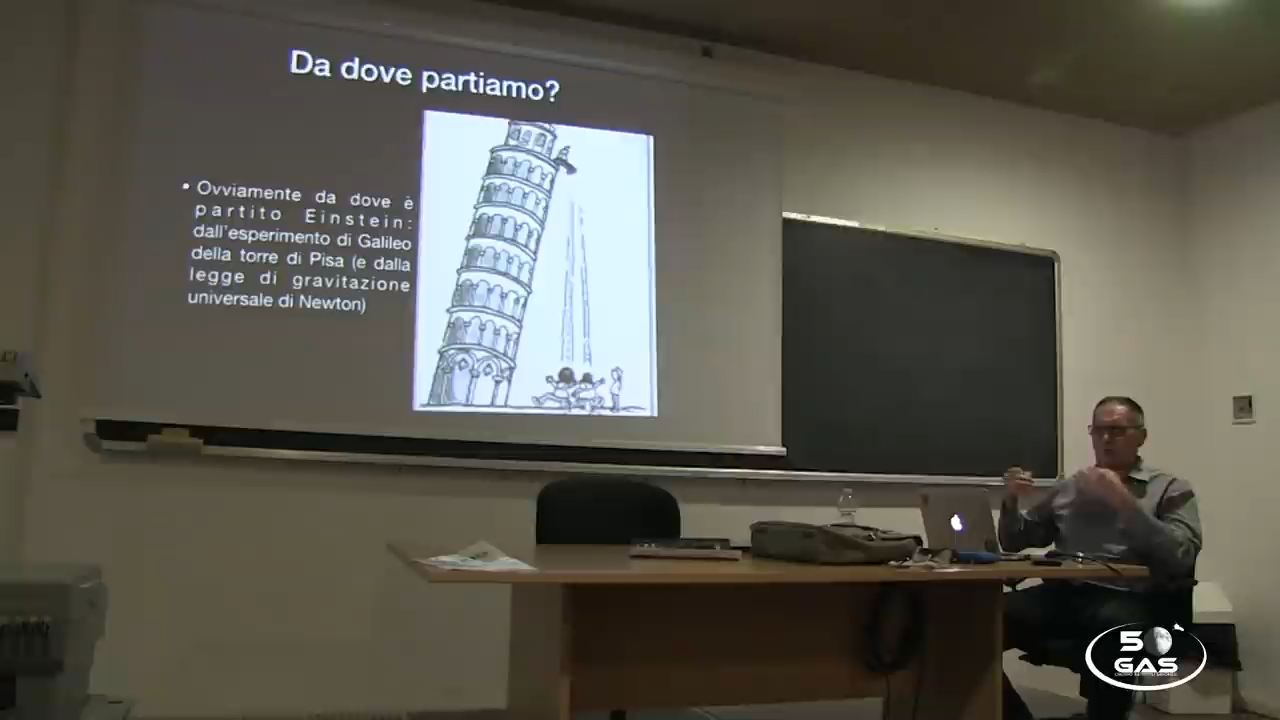 Da dove partiamo?
• Ovviamente da dove è
partito Einstein:
dall'esperimento di Galileo
della torre di Pisa (e dalla
legge di gravitazione
universale di Newton)
50
GAS